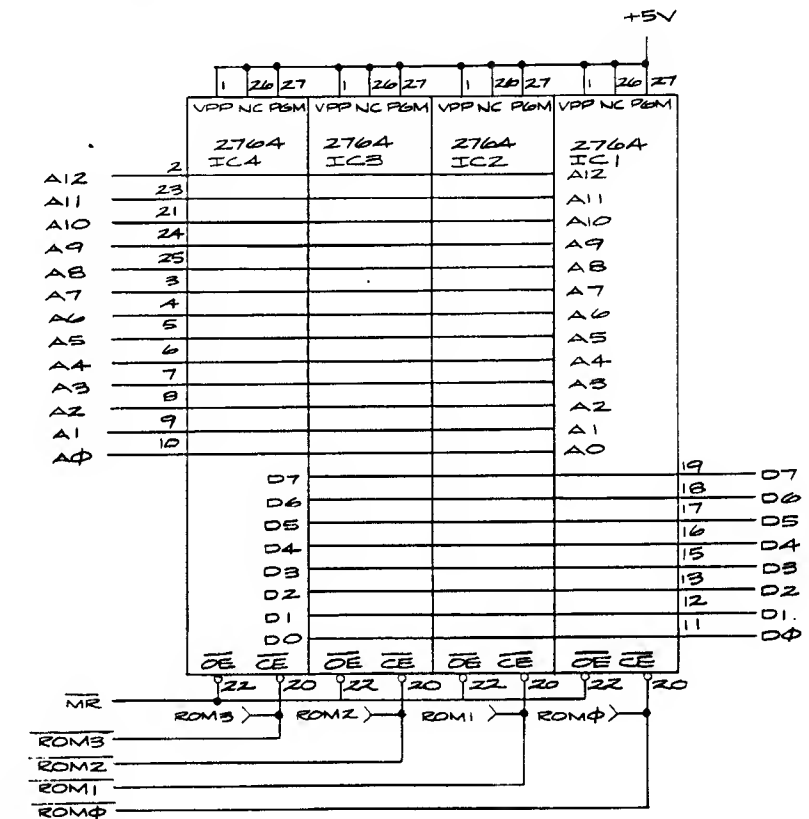 +5V
1 26 27 1 26 27 1 26 27 1 26 27
VPP NC PGM VPP NC PGM VPP NC PGM VPP NC PGM
2764 2764 2764 2764
IC4 IC3 IC2 IC1
A12 2 A12
A11 23 A11
A10 21 A10
A9 24 A9
A8 25 A8
A7 3 A7
A6 4 A6
A5 5 A5
A4 6 A4
A3 7 A3
A2 8 A2
A1 9 A1
AΦ 10 A0
D7 19 D7
D6 18 D6
D5 17 D5
D4 16 D4
D3 15 D3
D2 13 D2
D1 12 D1.
D0 11 DΦ
OE CE OE CE OE CE OE CE
22 20 22 20 22 20 22 20
MR
ROM3 ROM2 ROM1 ROMΦ
ROM3
ROM2
ROM1
ROMΦ